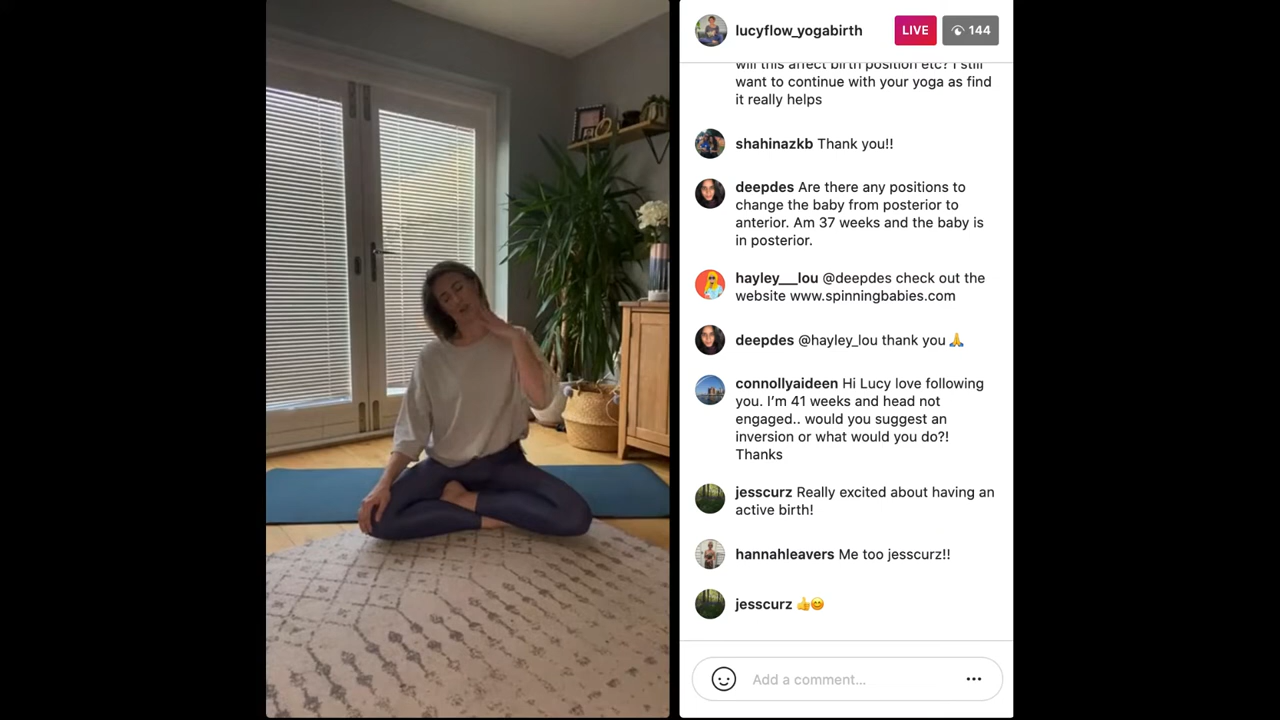 lucyflow_yogabirth LIVE 144
will this affect birth position etc? I still
want to continue with your yoga as find
it really helps
shahinazkb Thank you!!
deepdes Are there any positions to
change the baby from posterior to
anterior. Am 37 weeks and the baby is
in posterior.
hayley___lou @deepdes check out the
website www.spinningbabies.com
deepdes @hayley_lou thank you 🙏
connollyaideen Hi Lucy love following
you. I'm 41 weeks and head not
engaged.. would you suggest an
inversion or what would you do?!
Thanks
jesscurz Really excited about having an
active birth!
hannahleavers Me too jesscurz!!
jesscurz 👍😊
Add a comment...